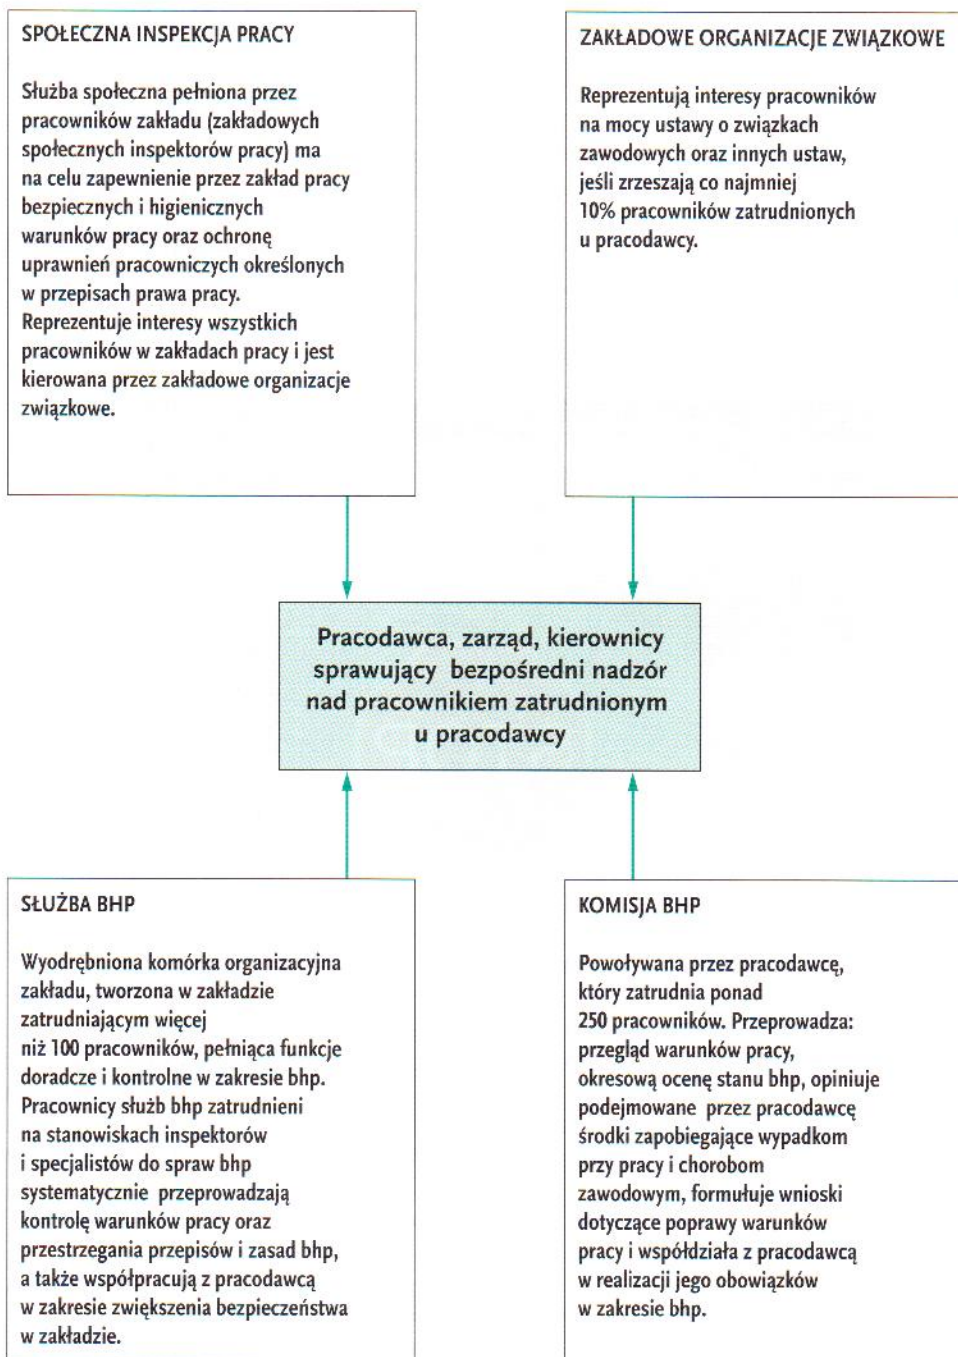 SPOŁECZNA INSPEKCJA PRACY
Służba społeczna pełniona przez
pracowników zakładu (zakładowych
społecznych inspektorów pracy) ma
na celu zapewnienie przez zakład pracy
bezpiecznych i higienicznych
warunków pracy oraz ochronę
uprawnień pracowniczych określonych
w przepisach prawa pracy.
Reprezentuje interesy wszystkich
pracowników w zakładach pracy i jest
kierowana przez zakładowe organizacje
związkowe.
ZAKŁADOWE ORGANIZACJE ZWIĄZKOWE
Reprezentują interesy pracowników
na mocy ustawy o związkach
zawodowych oraz innych ustaw,
jeśli zrzeszają co najmniej
10% pracowników zatrudnionych
u pracodawcy.
Pracodawca, zarząd, kierownicy
sprawujący bezpośredni nadzór
nad pracownikiem zatrudnionym
u pracodawcy
SŁUŻBA BHP
Wyodrębniona komórka organizacyjna
zakładu, tworzona w zakładzie
zatrudniającym więcej
niż 100 pracowników, pełniąca funkcje
doradcze i kontrolne w zakresie bhp.
Pracownicy służb bhp zatrudnieni
na stanowiskach inspektorów
i specjalistów do spraw bhp
systematycznie przeprowadzają
kontrolę warunków pracy oraz
przestrzegania przepisów i zasad bhp,
a także współpracują z pracodawcą
w zakresie zwiększenia bezpieczeństwa
w zakładzie.
KOMISJA BHP
Powoływana przez pracodawcę,
który zatrudnia ponad
250 pracowników. Przeprowadza:
przegląd warunków pracy,
okresową ocenę stanu bhp, opiniuje
podejmowane przez pracodawcę
środki zapobiegające wypadkom
przy pracy i chorobom
zawodowym, formułuje wnioski
dotyczące poprawy warunków
pracy i współdziała z pracodawcą
w realizacji jego obowiązków
w zakresie bhp.